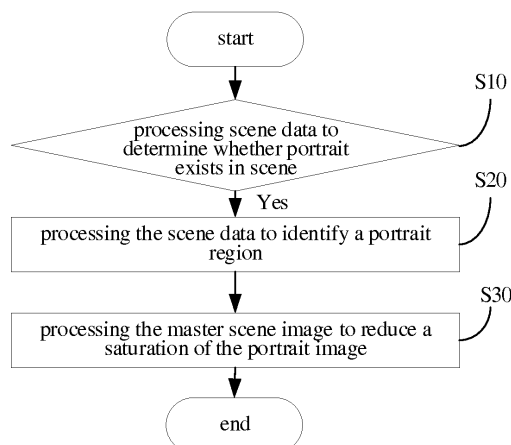 start
S10
processing scene data to
determine whether portrait
exists in scene
Yes
S20
processing the scene data to identify a portrait
region
S30
processing the master scene image to reduce a
saturation of the portrait image
end